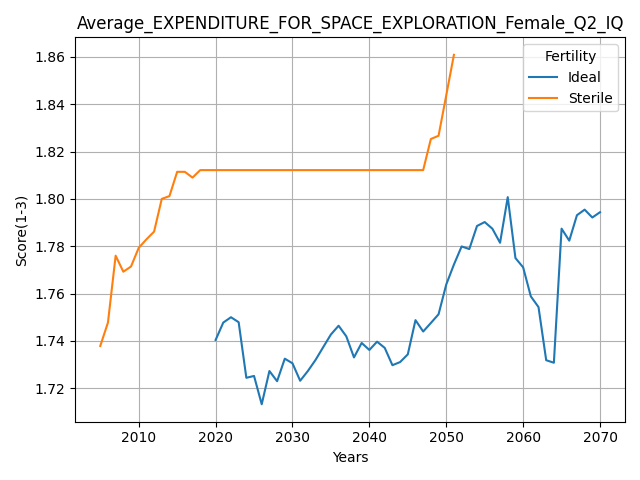 Average_EXPENDITURE_FOR_SPACE_EXPLORATION_Female_Q2_IQ
Fertility
Ideal
Sterile
Score(1-3)
1.86
1.84
1.82
1.80
1.78
1.76
1.74
1.72
2010 2020 2030 2040 2050 2060 2070
Years